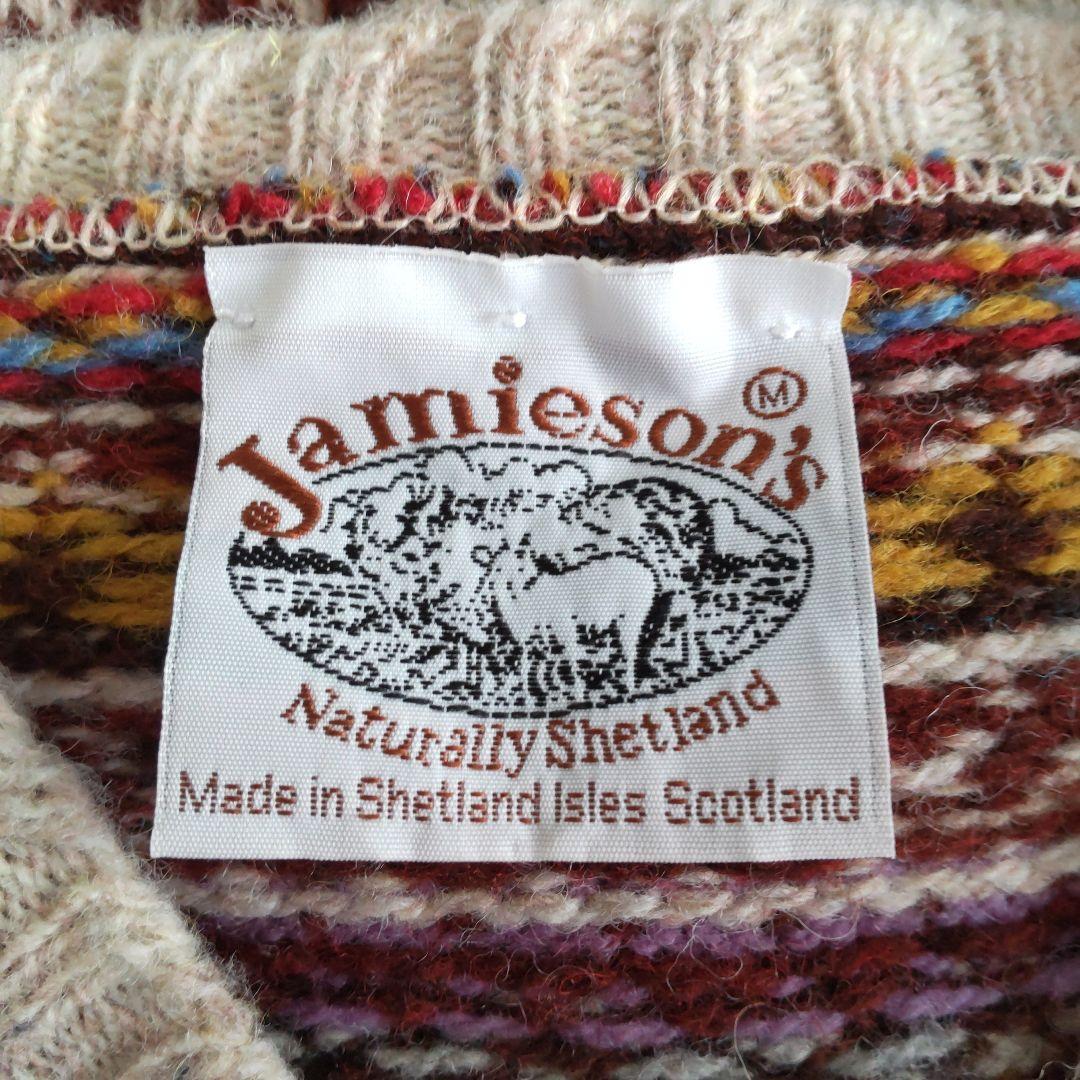 Jamieson's
M
Naturally Shetland
Made in Shetland Isles Scotland